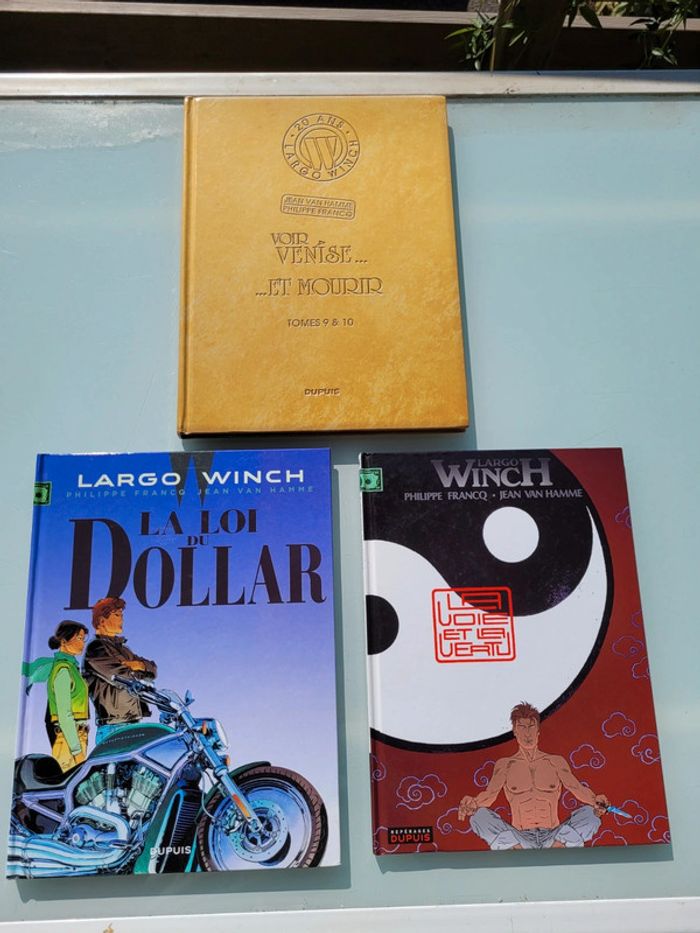 20 ANS
LARGO WINCH
W
JEAN VAN HAMME
PHILIPPE FRANCQ
VOIR
VENISE...
...ET MOURIR
TOMES 9 & 10
DUPUIS
LARGO WINCH
PHILIPPE FRANCQ JEAN VAN HAMME
LA LOI
DU
DOLLAR
DUPUIS
LARGO
WINCH
PHILIPPE FRANCQ • JEAN VAN HAMME
LA
VOIE
ET LA
VERTU
REPÉRAGES
DUPUIS